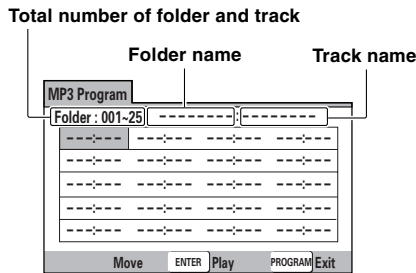 Total number of folder and track
Folder name Track name
MP3 Program
Folder : 001~25 --------- : ---------
---:--- ---:--- ---:--- ---:---
---:--- ---:--- ---:--- ---:---
---:--- ---:--- ---:--- ---:---
---:--- ---:--- ---:--- ---:---
---:--- ---:--- ---:--- ---:---
Move ENTER Play PROGRAM Exit